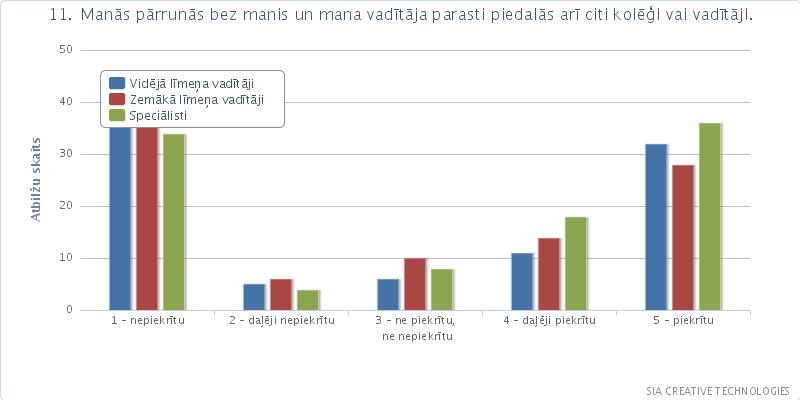 11. Manās pārrunās bez manis un mana vadītāja parasti piedalās arī citi kolēģi vai vadītāji.
50
Vidējā līmeņa vadītāji
Zemākā līmeņa vadītāji
Speciālisti
40
30
20
10
0
Atbilžu skaits
1 – nepiekrītu
2 – daļēji nepiekrītu
3 – ne piekrītu,
ne nepiekrītu
4 – daļēji piekrītu
5 – piekrītu
SIA CREATIVE TECHNOLOGIES